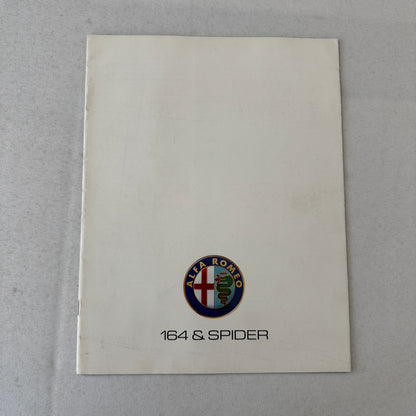 ALFA ROMEO
164 & SPIDER